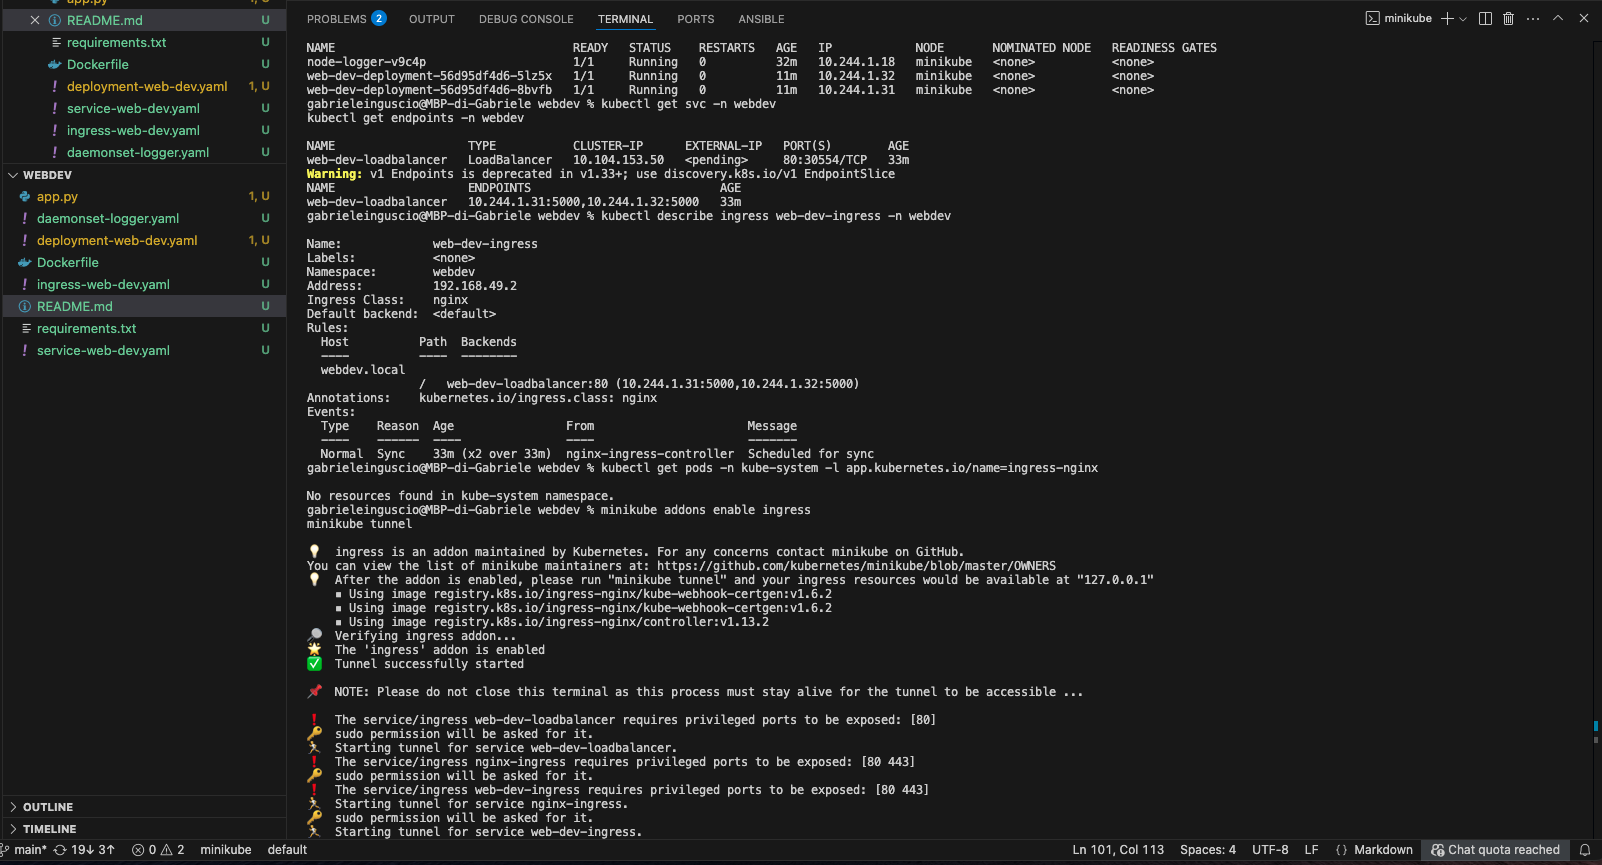 app.py U
README.md U
requirements.txt U
Dockerfile U
! deployment-web-dev.yaml 1, U
! service-web-dev.yaml U
! ingress-web-dev.yaml U
! daemonset-logger.yaml U
WEBDEV
app.py 1, U
! daemonset-logger.yaml U
! deployment-web-dev.yaml 1, U
Dockerfile U
! ingress-web-dev.yaml U
README.md U
requirements.txt U
! service-web-dev.yaml U
OUTLINE
TIMELINE
PROBLEMS 2 OUTPUT DEBUG CONSOLE TERMINAL PORTS ANSIBLE minikube
NAME READY STATUS RESTARTS AGE IP NODE NOMINATED NODE READINESS GATES
node-logger-v9c4p 1/1 Running 0 32m 10.244.1.18 minikube <none> <none>
web-dev-deployment-56d95df4d6-5lz5x 1/1 Running 0 11m 10.244.1.32 minikube <none> <none>
web-dev-deployment-56d95df4d6-8bvfb 1/1 Running 0 11m 10.244.1.31 minikube <none> <none>
gabrieleinguscio@MBP-di-Gabriele webdev % kubectl get svc -n webdev
kubectl get endpoints -n webdev
NAME TYPE CLUSTER-IP EXTERNAL-IP PORT(S) AGE
web-dev-loadbalancer LoadBalancer 10.104.153.50 <pending> 80:30554/TCP 33m
Warning: v1 Endpoints is deprecated in v1.33+; use discovery.k8s.io/v1 EndpointSlice
NAME ENDPOINTS AGE
web-dev-loadbalancer 10.244.1.31:5000,10.244.1.32:5000 33m
gabrieleinguscio@MBP-di-Gabriele webdev % kubectl describe ingress web-dev-ingress -n webdev
Name: web-dev-ingress
Labels: <none>
Namespace: webdev
Address: 192.168.49.2
Ingress Class: nginx
Default backend: <default>
Rules:
Host Path Backends
---- ---- --------
webdev.local
/ web-dev-loadbalancer:80 (10.244.1.31:5000,10.244.1.32:5000)
Annotations: kubernetes.io/ingress.class: nginx
Events:
Type Reason Age From Message
---- ------ ---- ---- -------
Normal Sync 33m (x2 over 33m) nginx-ingress-controller Scheduled for sync
gabrieleinguscio@MBP-di-Gabriele webdev % kubectl get pods -n kube-system -l app.kubernetes.io/name=ingress-nginx
No resources found in kube-system namespace.
gabrieleinguscio@MBP-di-Gabriele webdev % minikube addons enable ingress
minikube tunnel
💡 ingress is an addon maintained by Kubernetes. For any concerns contact minikube on GitHub.
You can view the list of minikube maintainers at: https://github.com/kubernetes/minikube/blob/master/OWNERS
💡 After the addon is enabled, please run "minikube tunnel" and your ingress resources would be available at "127.0.0.1"
▪ Using image registry.k8s.io/ingress-nginx/kube-webhook-certgen:v1.6.2
▪ Using image registry.k8s.io/ingress-nginx/kube-webhook-certgen:v1.6.2
▪ Using image registry.k8s.io/ingress-nginx/controller:v1.13.2
🔎 Verifying ingress addon...
🌟 The 'ingress' addon is enabled
✅ Tunnel successfully started
📌 NOTE: Please do not close this terminal as this process must stay alive for the tunnel to be accessible ...
❗ The service/ingress web-dev-loadbalancer requires privileged ports to be exposed: [80]
🔑 sudo permission will be asked for it.
🏃 Starting tunnel for service web-dev-loadbalancer.
❗ The service/ingress nginx-ingress requires privileged ports to be exposed: [80 443]
🔑 sudo permission will be asked for it.
❗ The service/ingress web-dev-ingress requires privileged ports to be exposed: [80 443]
🏃 Starting tunnel for service nginx-ingress.
🔑 sudo permission will be asked for it.
🏃 Starting tunnel for service web-dev-ingress.
main* 19↓ 3↑ 0 2 minikube default Ln 101, Col 113 Spaces: 4 UTF-8 LF {} Markdown Chat quota reached